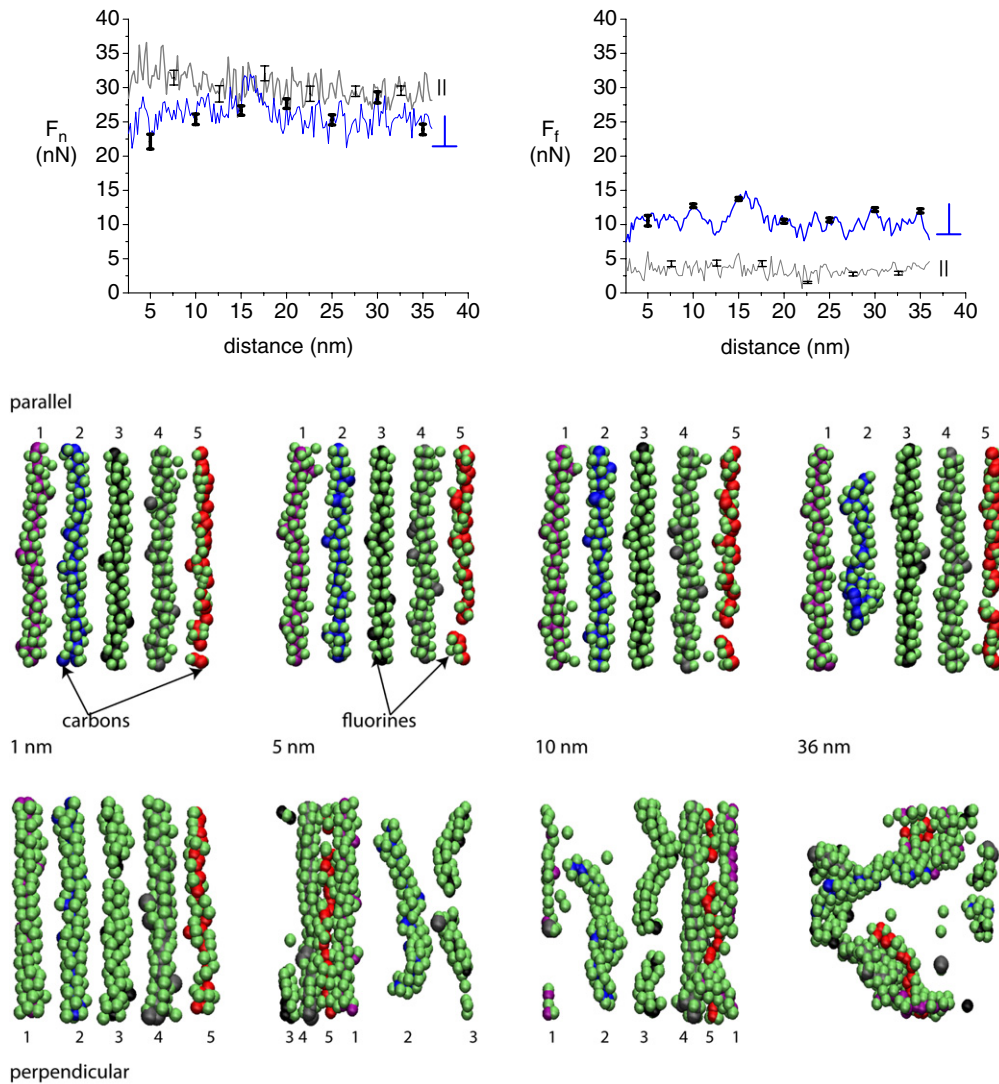 40
35
30
25
20
15
10
5
0
F_n
(nN)
||
⊥
5 10 15 20 25 30 35 40
distance (nm)
40
35
30
25
20
15
10
5
0
F_f
(nN)
⊥
||
5 10 15 20 25 30 35 40
distance (nm)
parallel
1 2 3 4 5
1 2 3 4 5
1 2 3 4 5
1 2 3 4 5
carbons
fluorines
1 nm
5 nm
10 nm
36 nm
1 2 3 4 5
3 4 5 1 2 3
1 2 3 4 5 1
perpendicular